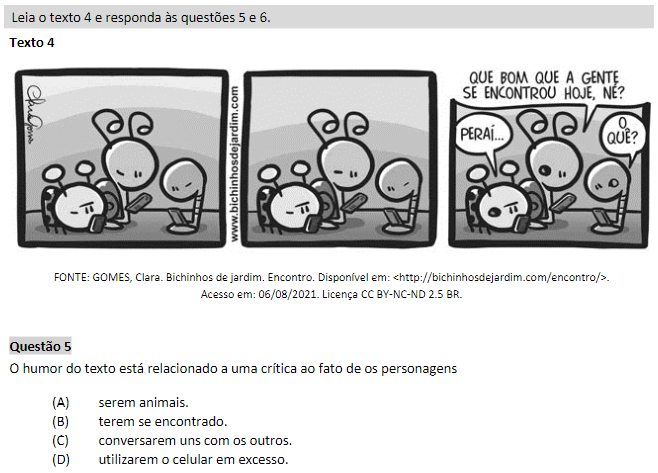 Leia o texto 4 e responda às questões 5 e 6.
Texto 4
Clara Gomes
www.bichinhosdejardim.com
QUE BOM QUE A GENTE
SE ENCONTROU HOJE, NÉ?
PERAÍ...
O
QUÊ?
FONTE: GOMES, Clara. Bichinhos de jardim. Encontro. Disponível em: <http://bichinhosdejardim.com/encontro/>.
Acesso em: 06/08/2021. Licença CC BY-NC-ND 2.5 BR.
Questão 5
O humor do texto está relacionado a uma crítica ao fato de os personagens
(A) serem animais.
(B) terem se encontrado.
(C) conversarem uns com os outros.
(D) utilizarem o celular em excesso.